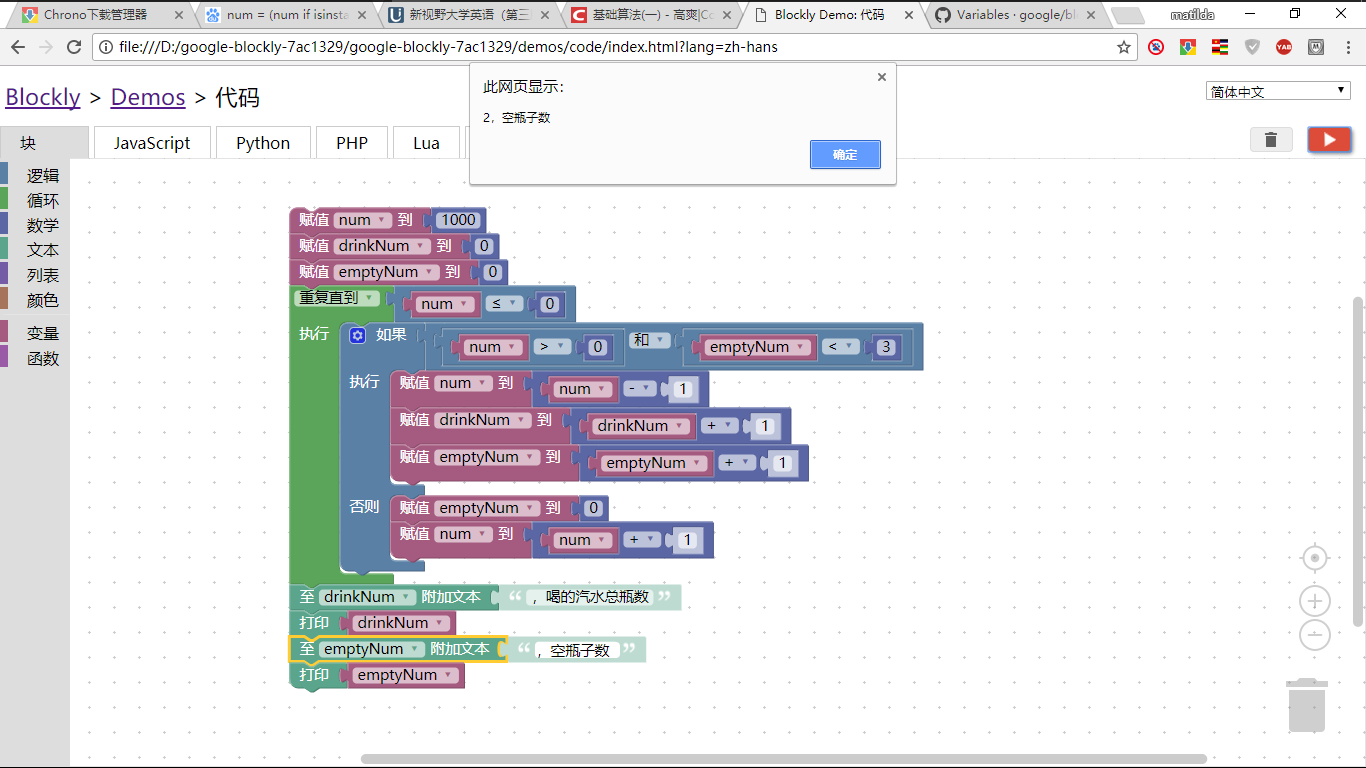 Chrono下载管理器
num = (num if isinsta
新视野大学英语（第三
基础算法(一) - 高爽|Co
Blockly Demo: 代码
Variables · google/bl
matilda
file:///D:/google-blockly-7ac1329/google-blockly-7ac1329/demos/code/index.html?lang=zh-hans
此网页显示：
2，空瓶子数
确定
Blockly > Demos > 代码
简体中文
块 JavaScript Python PHP Lua
逻辑
循环
数学
文本
列表
颜色
变量
函数
赋值 num 到 1000
赋值 drinkNum 到 0
赋值 emptyNum 到 0
重复直到 num ≤ 0
执行 如果 num > 0 和 emptyNum < 3
执行 赋值 num 到 num - 1
赋值 drinkNum 到 drinkNum + 1
赋值 emptyNum 到 emptyNum + 1
否则 赋值 emptyNum 到 0
赋值 num 到 num + 1
至 drinkNum 附加文本 “ ，喝的汽水总瓶数 ”
打印 drinkNum
至 emptyNum 附加文本 “ ，空瓶子数 ”
打印 emptyNum